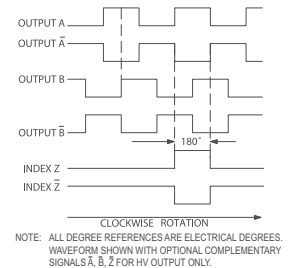 OUTPUT A
OUTPUT A̅
OUTPUT B
OUTPUT B̅
180°
INDEX Z
INDEX Z̅
CLOCKWISE ROTATION
NOTE: ALL DEGREE REFERENCES ARE ELECTRICAL DEGREES.
WAVEFORM SHOWN WITH OPTIONAL COMPLEMENTARY
SIGNALS A̅, B̅, Z̅ FOR HV OUTPUT ONLY.